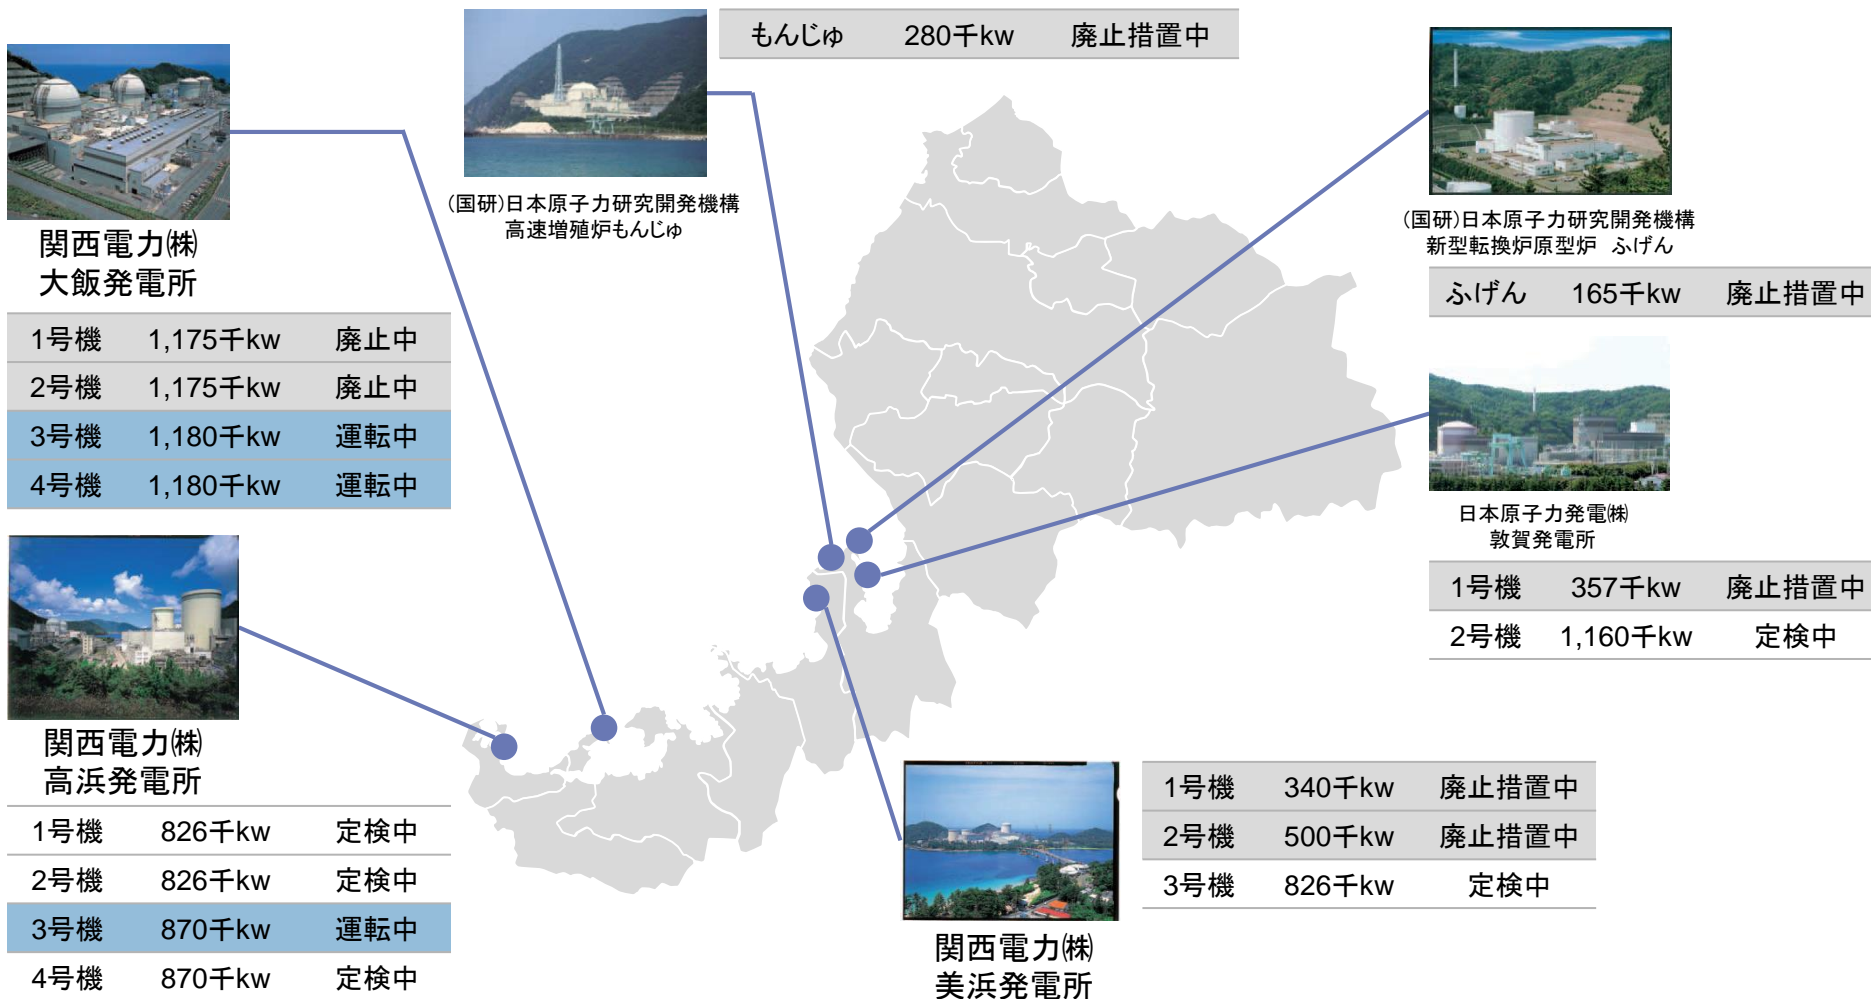 もんじゅ 280千kw 廃止措置中
(国研)日本原子力研究開発機構
高速増殖炉もんじゅ
(国研)日本原子力研究開発機構
新型転換炉原型炉 ふげん
ふげん 165千kw 廃止措置中
関西電力㈱
大飯発電所
1号機 1,175千kw 廃止中
2号機 1,175千kw 廃止中
3号機 1,180千kw 運転中
4号機 1,180千kw 運転中
日本原子力発電㈱
敦賀発電所
1号機 357千kw 廃止措置中
2号機 1,160千kw 定検中
関西電力㈱
高浜発電所
1号機 826千kw 定検中
2号機 826千kw 定検中
3号機 870千kw 運転中
4号機 870千kw 定検中
1号機 340千kw 廃止措置中
2号機 500千kw 廃止措置中
3号機 826千kw 定検中
関西電力㈱
美浜発電所